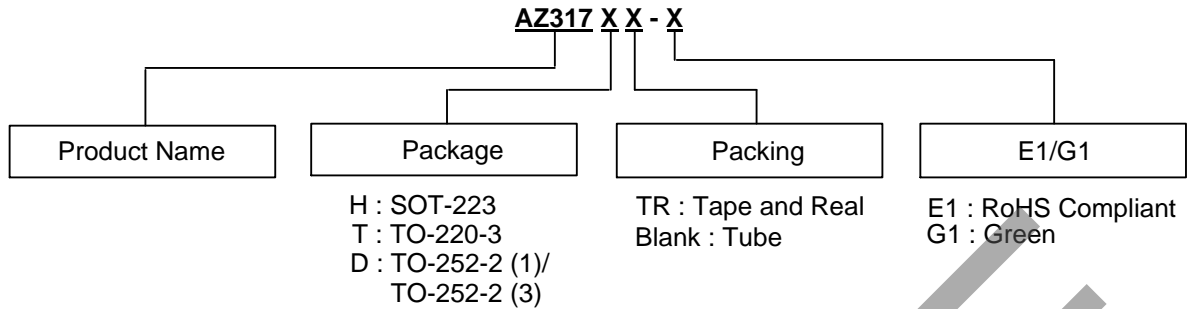 AZ317 X X - X
Product Name
Package
Packing
E1/G1
H : SOT-223
T : TO-220-3
D : TO-252-2 (1)/
TO-252-2 (3)
TR : Tape and Real
Blank : Tube
E1 : RoHS Compliant
G1 : Green